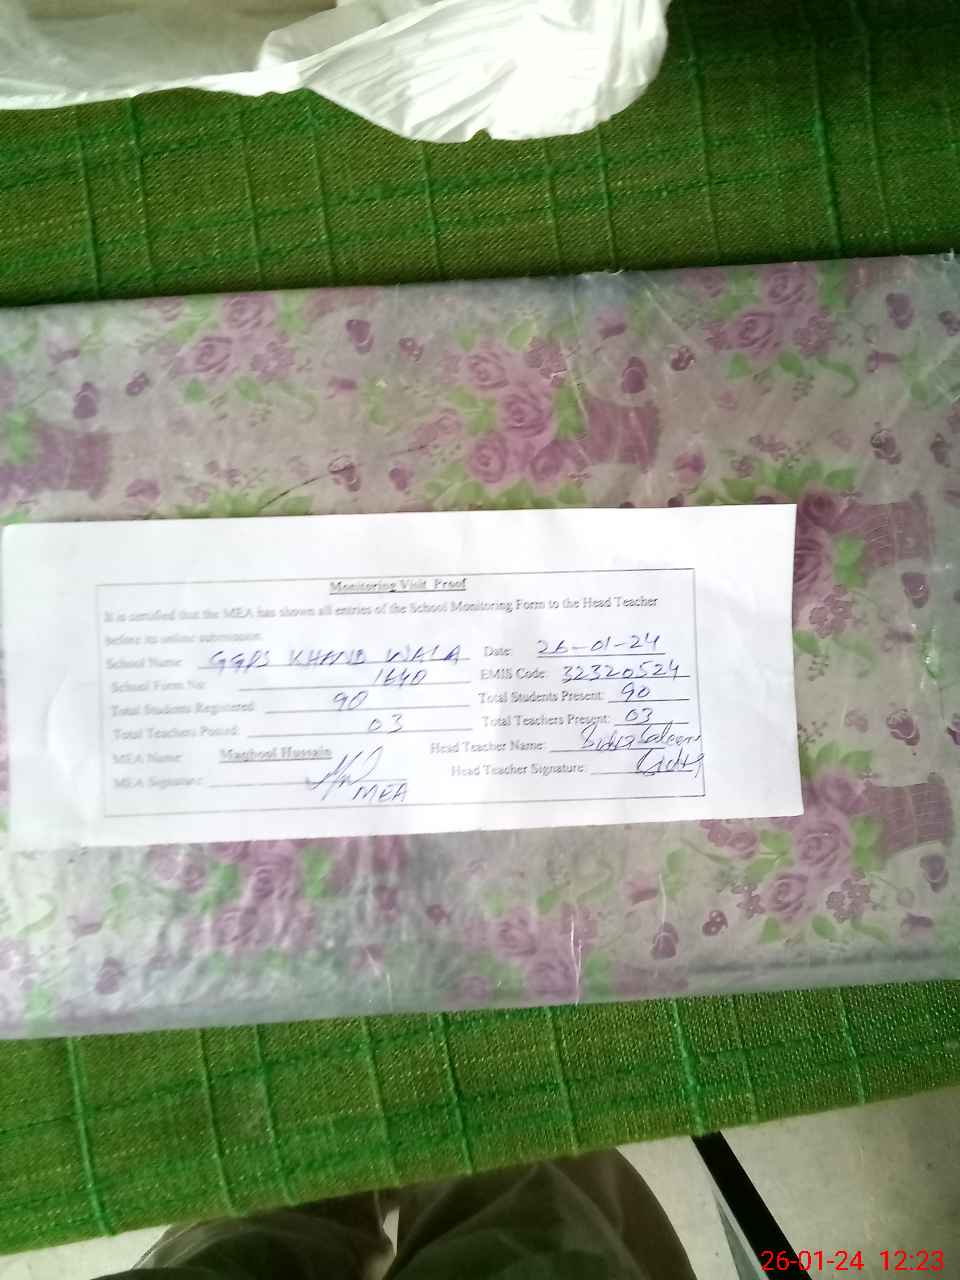 Monitoring Visit Proof
It is certified that the MEA has shown all entries of the School Monitoring Form to the Head Teacher
before its online submission.
School Name: GGPS KHAND WALA Date: 26-01-24
School Form No: 1640 EMIS Code: 32320524
Total Students Registered 90 Total Students Present: 90
Total Teachers Posted: 03 Total Teachers Present: 03
MEA Name: Maqbool Hussain Head Teacher Name: Saleem
MEA Signature: MEA Head Teacher Signature:
26-01-24 12:23